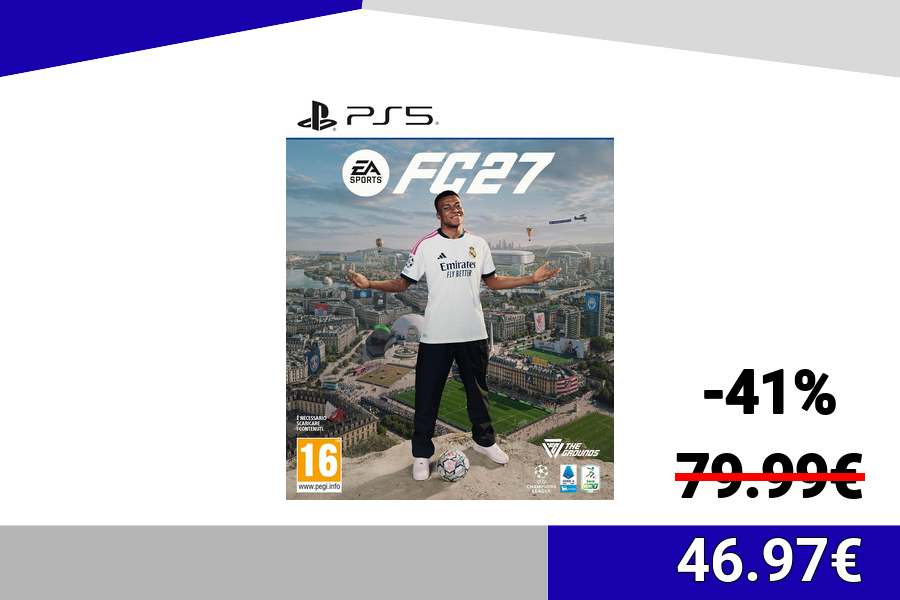 PS5
EA
SPORTS
FC27
Emirates
FLY BETTER
È NECESSARIO
SCARICARE
I CONTENUTI.
16
www.pegi.info
THE
GROUNDS
CHAMPIONS
LEAGUE
-41%
79.99€
46.97€